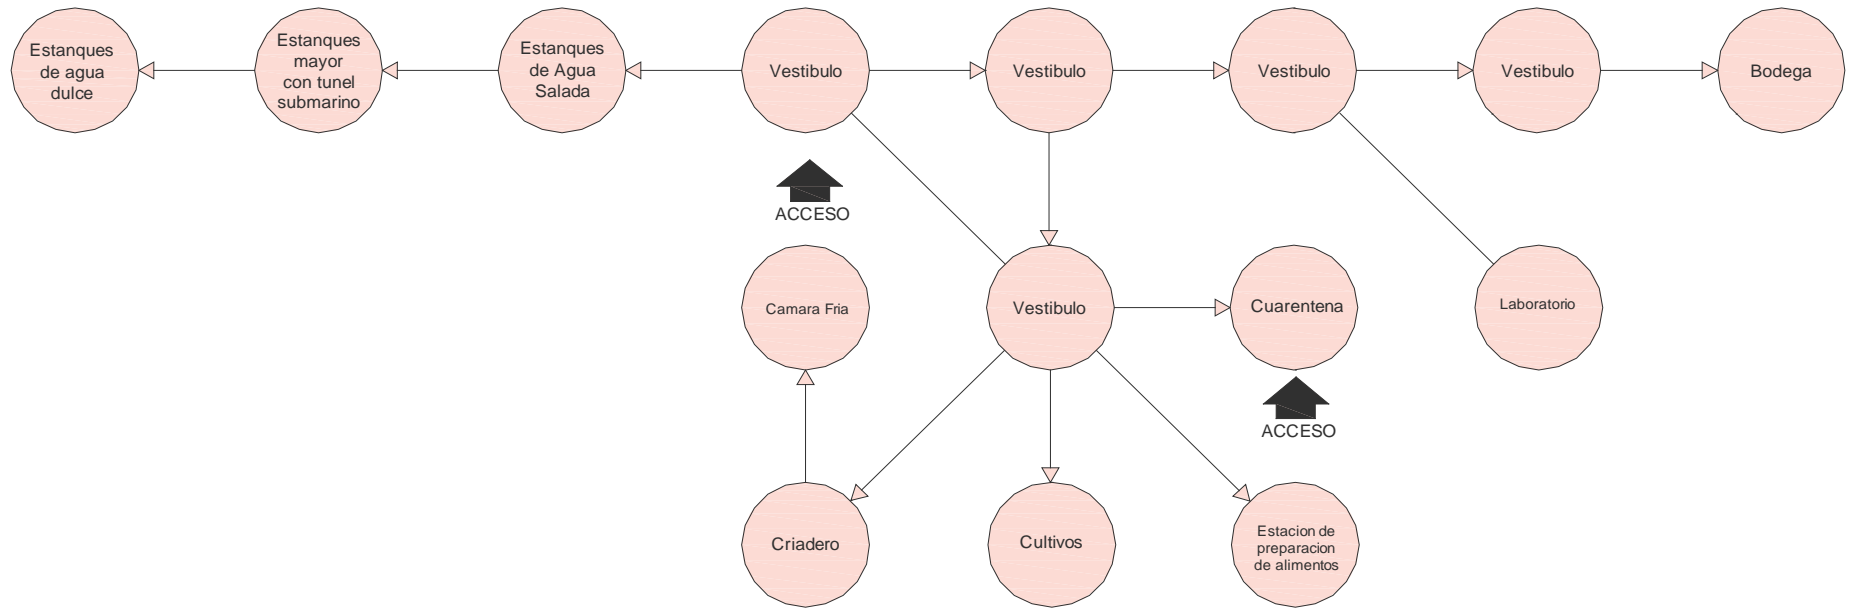 Estanques
de agua
dulce
Estanques
mayor
con tunel
submarino
Estanques
de Agua
Salada
Vestibulo
Vestibulo
Vestibulo
Vestibulo
Bodega
ACCESO
Camara Fria
Vestibulo
Cuarentena
Laboratorio
ACCESO
Criadero
Cultivos
Estacion de
preparacion
de alimentos